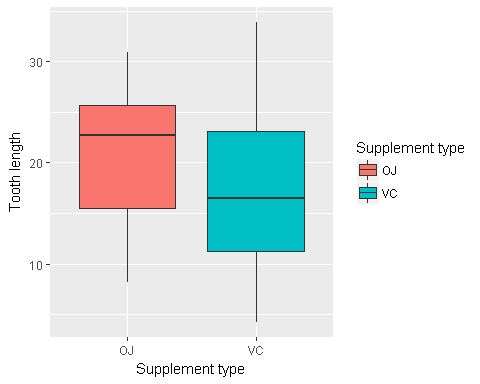 30
20
10
Tooth length
OJ
VC
Supplement type
Supplement type
OJ
VC